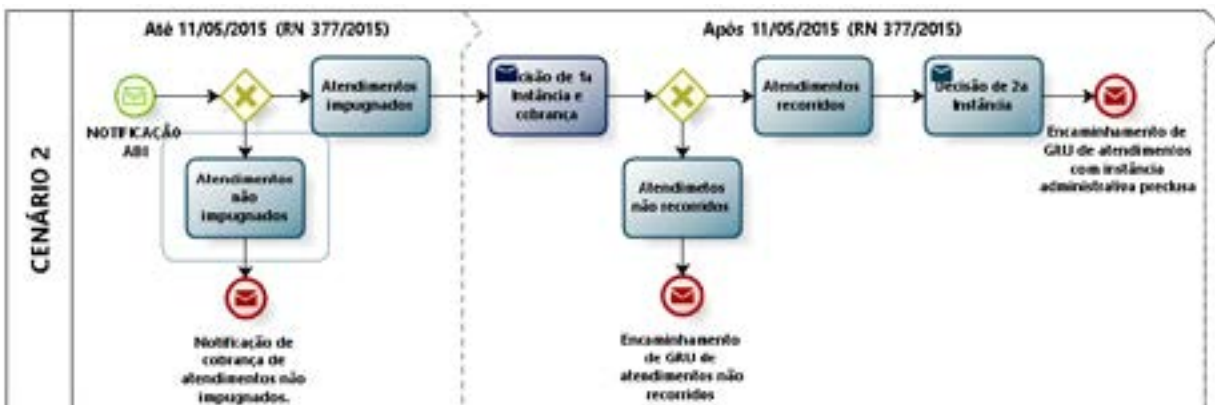 Até 11/05/2015 (RN 377/2015)
Após 11/05/2015 (RN 377/2015)
CENÁRIO 2
NOTIFICAÇÃO
ABI
Atendimentos
impugnados
Atendimentos
não
impugnados
Notificação de
cobrança de
atendimentos não
impugnados.
cisão de 1a
Instância e
cobrança
Atendimentos
recorridos
Decisão de 2a
Instância
Encaminhamento de
GRU de atendimentos
com instância
administrativa preclusa
Atendimetos
não recorridos
Encaminhamento
de GRU de
atendimentos não
recorridos